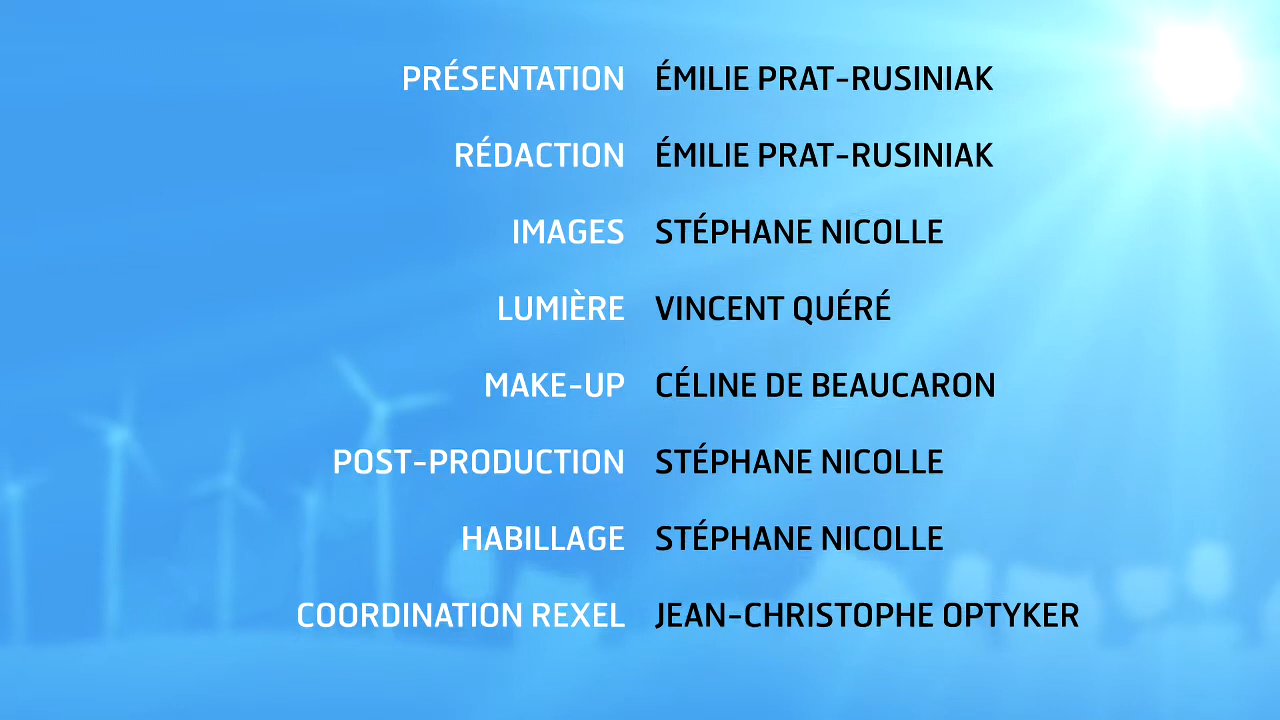 PRÉSENTATION ÉMILIE PRAT-RUSINIAK
RÉDACTION ÉMILIE PRAT-RUSINIAK
IMAGES STÉPHANE NICOLLE
LUMIÈRE VINCENT QUÉRÉ
MAKE-UP CÉLINE DE BEAUCARON
POST-PRODUCTION STÉPHANE NICOLLE
HABILLAGE STÉPHANE NICOLLE
COORDINATION REXEL JEAN-CHRISTOPHE OPTYKER